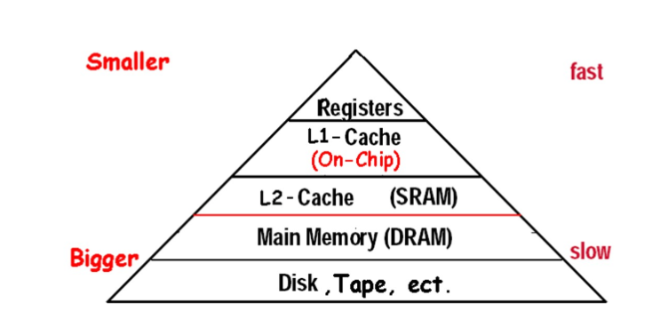 Smaller
fast
Registers
L1-Cache
(On-Chip)
L2-Cache (SRAM)
Main Memory (DRAM)
Bigger
slow
Disk ,Tape, ect.